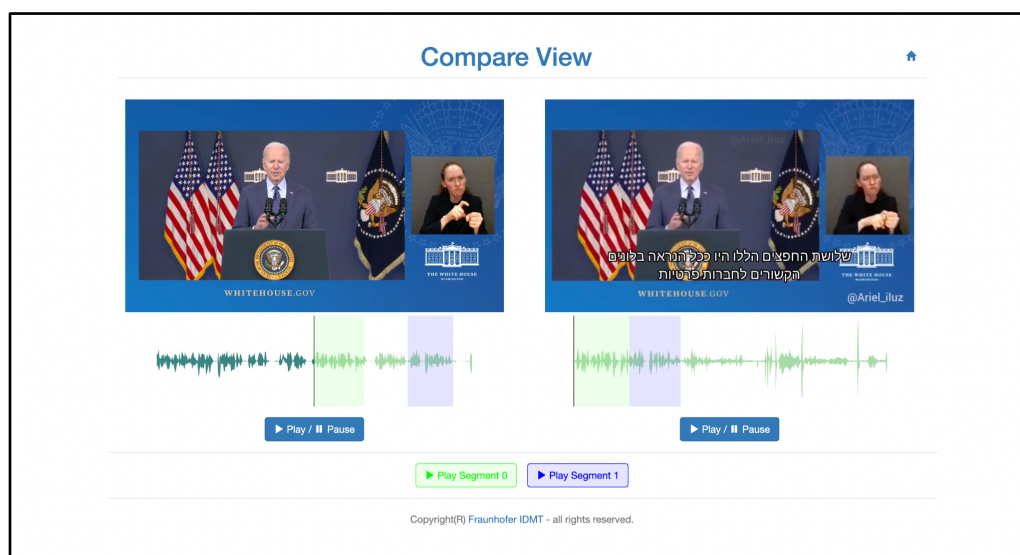 Compare View
THE WHITE HOUSE
WASHINGTON
WHITEHOUSE.GOV
@Ariel_iluz
שלושת החפצים הללו היו ככל הנראה בלונים
הקשורים לחברות פרטיות
THE WHITE HOUSE
WASHINGTON
WHITEHOUSE.GOV
@Ariel_iluz
Play / Pause
Play / Pause
Play Segment 0
Play Segment 1
Copyright(R) Fraunhofer IDMT - all rights reserved.